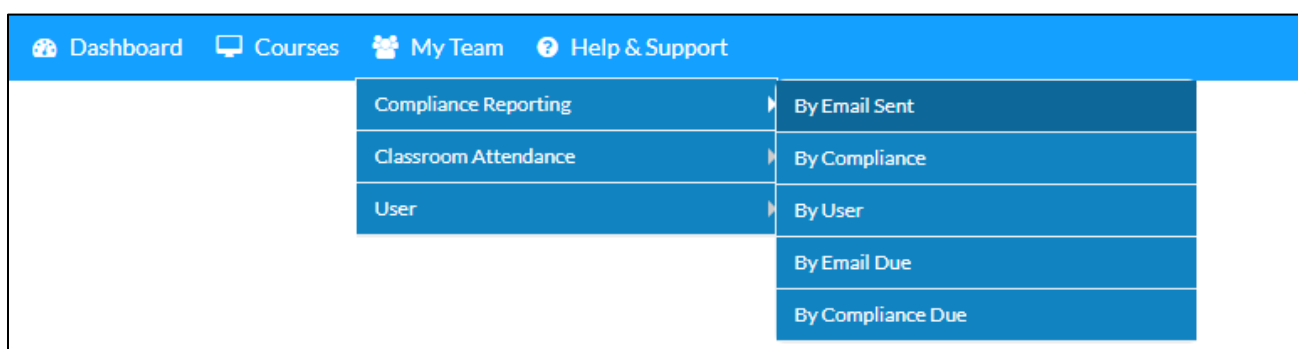 Dashboard Courses My Team Help & Support
Compliance Reporting By Email Sent
Classroom Attendance By Compliance
User By User
By Email Due
By Compliance Due